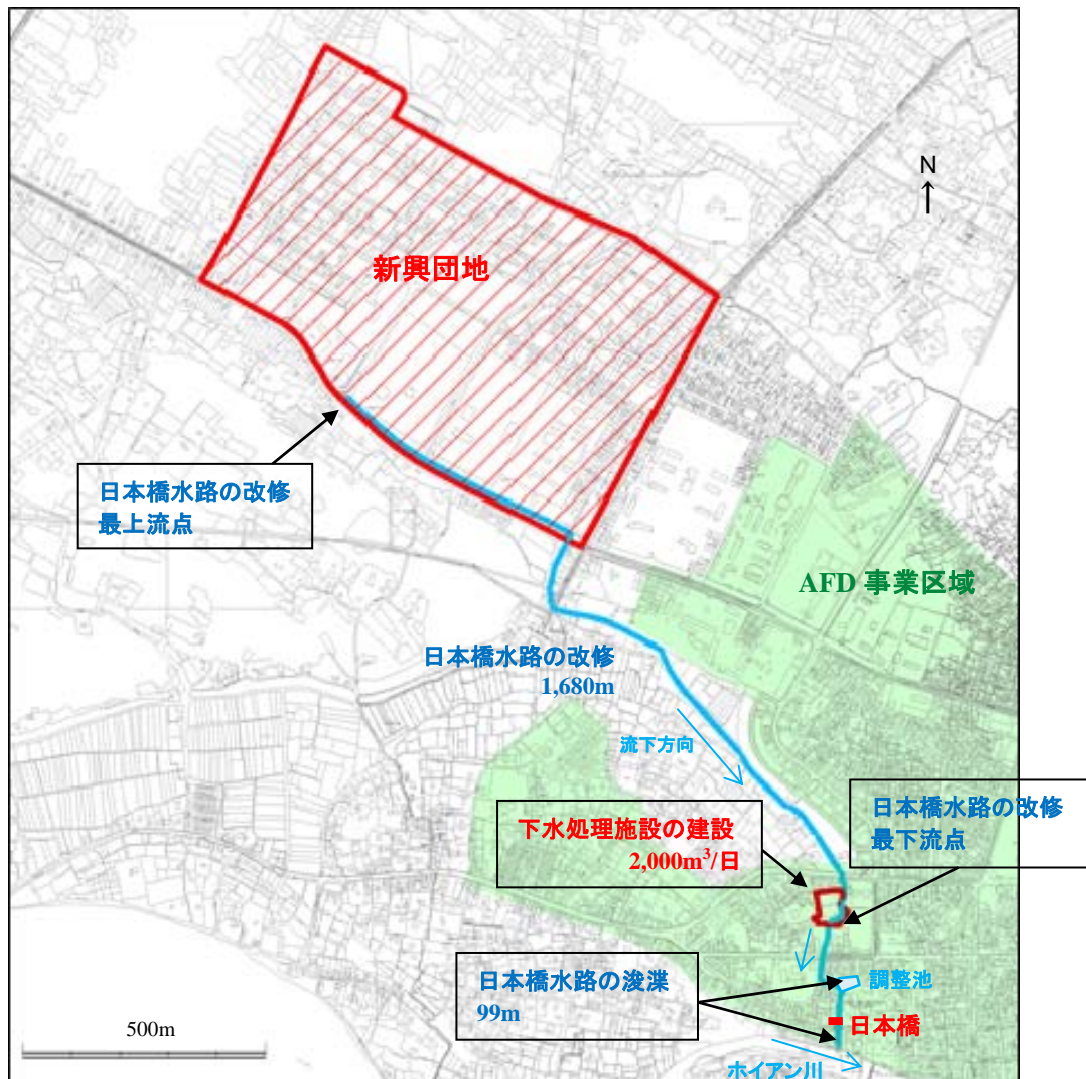 N
新興団地
日本橋水路の改修
最上流点
AFD 事業区域
日本橋水路の改修
1,680m
流下方向
下水処理施設の建設
2,000m³/日
日本橋水路の改修
最下流点
日本橋水路の浚渫
99m
調整池
500m
日本橋
ホイアン川